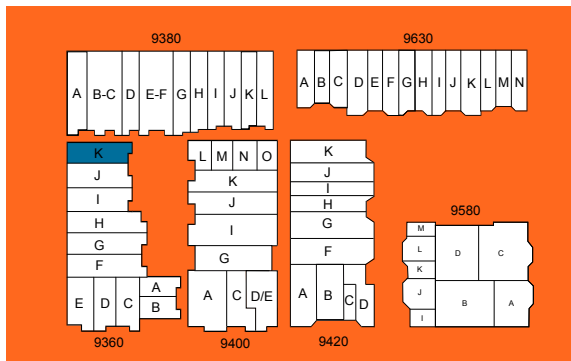 9380
9630
A B-C D E-F G H I J K L
A B C D E F G H I J K L M N
K
J
I
H
G
F
E D C A
B
9360
L M N O
K
J
I
G
A C D/E
9400
K
J
I
H
G
F
A B C D
9420
9580
M
L
K
J
I
D C
B A